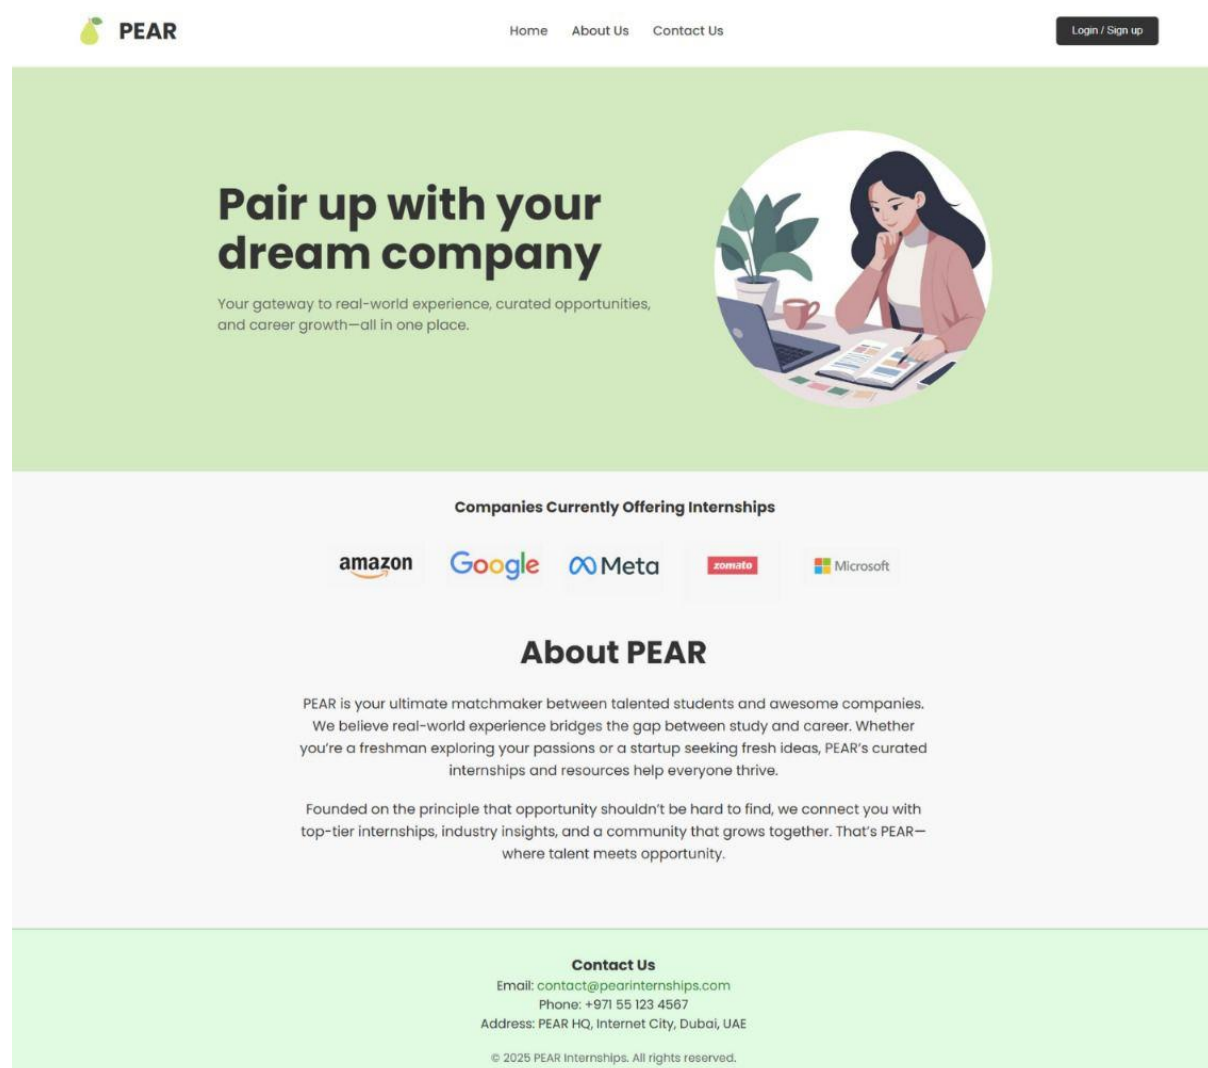 PEAR
Home About Us Contact Us
Login / Sign up
Pair up with your
dream company
Your gateway to real-world experience, curated opportunities,
and career growth—all in one place.
Companies Currently Offering Internships
amazon Google Meta zomato Microsoft
About PEAR
PEAR is your ultimate matchmaker between talented students and awesome companies.
We believe real-world experience bridges the gap between study and career. Whether
you're a freshman exploring your passions or a startup seeking fresh ideas, PEAR's curated
internships and resources help everyone thrive.
Founded on the principle that opportunity shouldn't be hard to find, we connect you with
top-tier internships, industry insights, and a community that grows together. That's PEAR—
where talent meets opportunity.
Contact Us
Email: contact@pearinternships.com
Phone: +971 55 123 4567
Address: PEAR HQ, Internet City, Dubai, UAE
© 2025 PEAR Internships. All rights reserved.